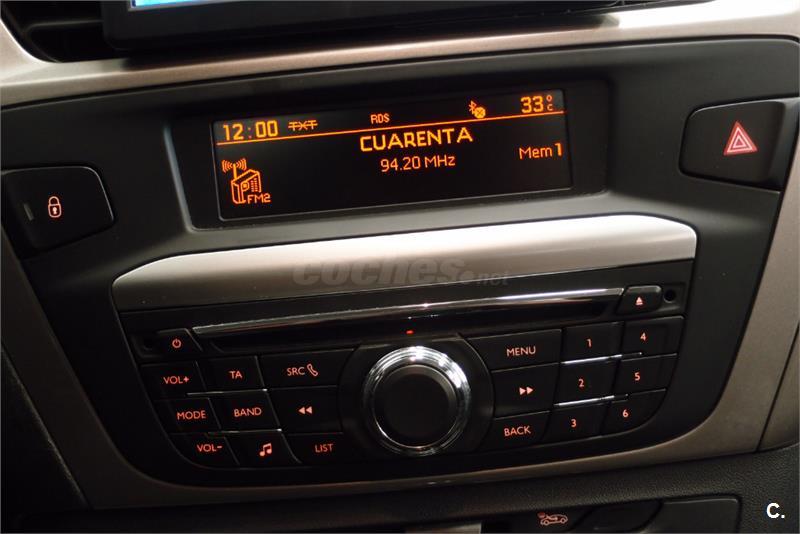 12:00 TXT RDS 33°C
CUARENTA
94.20 MHz
Mem 1
FM2
coches.net
MENU 1 4
VOL+ TA SRC 2 5
MODE BAND
VOL- LIST BACK 3 6
C.